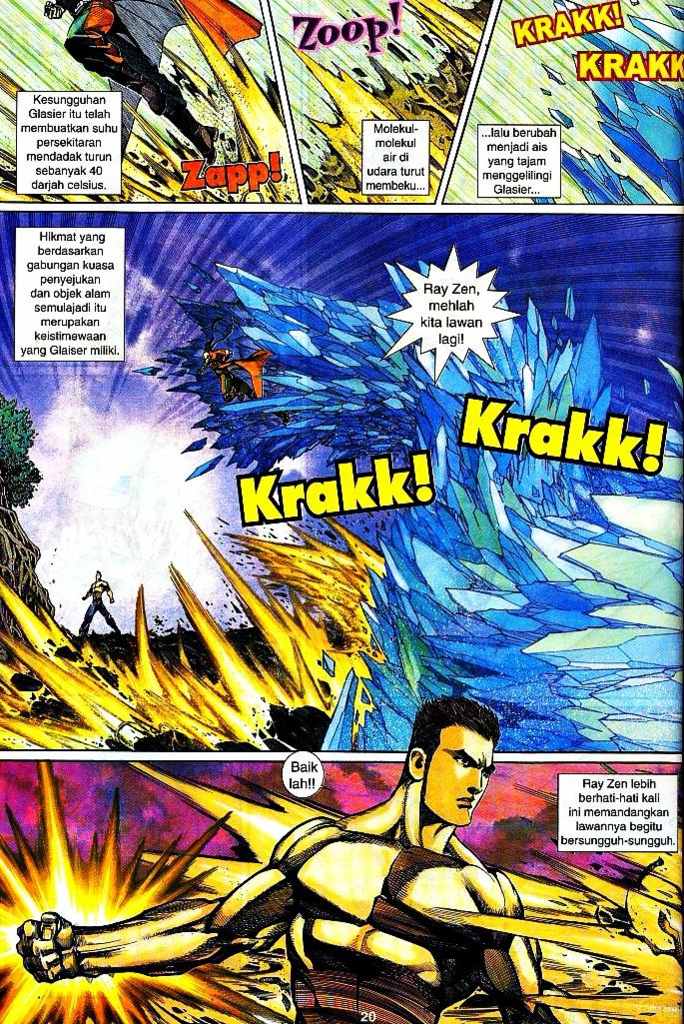 Kesungguhan
Glasier itu telah
membuatkan suhu
persekitaran
mendadak turun
sebanyak 40
darjah celsius.
Zapp!
Zoop!
Molekul-
molekul
air di
udara turut
membeku...
KRAKK!
KRAKK
...lalu berubah
menjadi ais
yang tajam
menggelilingi
Glasier...
Hikmat yang
berdasarkan
gabungan kuasa
penyejukan
dan objek alam
semulajadi itu
merupakan
keistimewaan
yang Glaiser miliki.
Ray Zen,
mehlah
kita lawan
lagi!
Krakk!
Krakk!
Baik
lah!!
Ray Zen lebih
berhati-hati kali
ini memandangkan
lawannya begitu
bersungguh-sungguh.
20